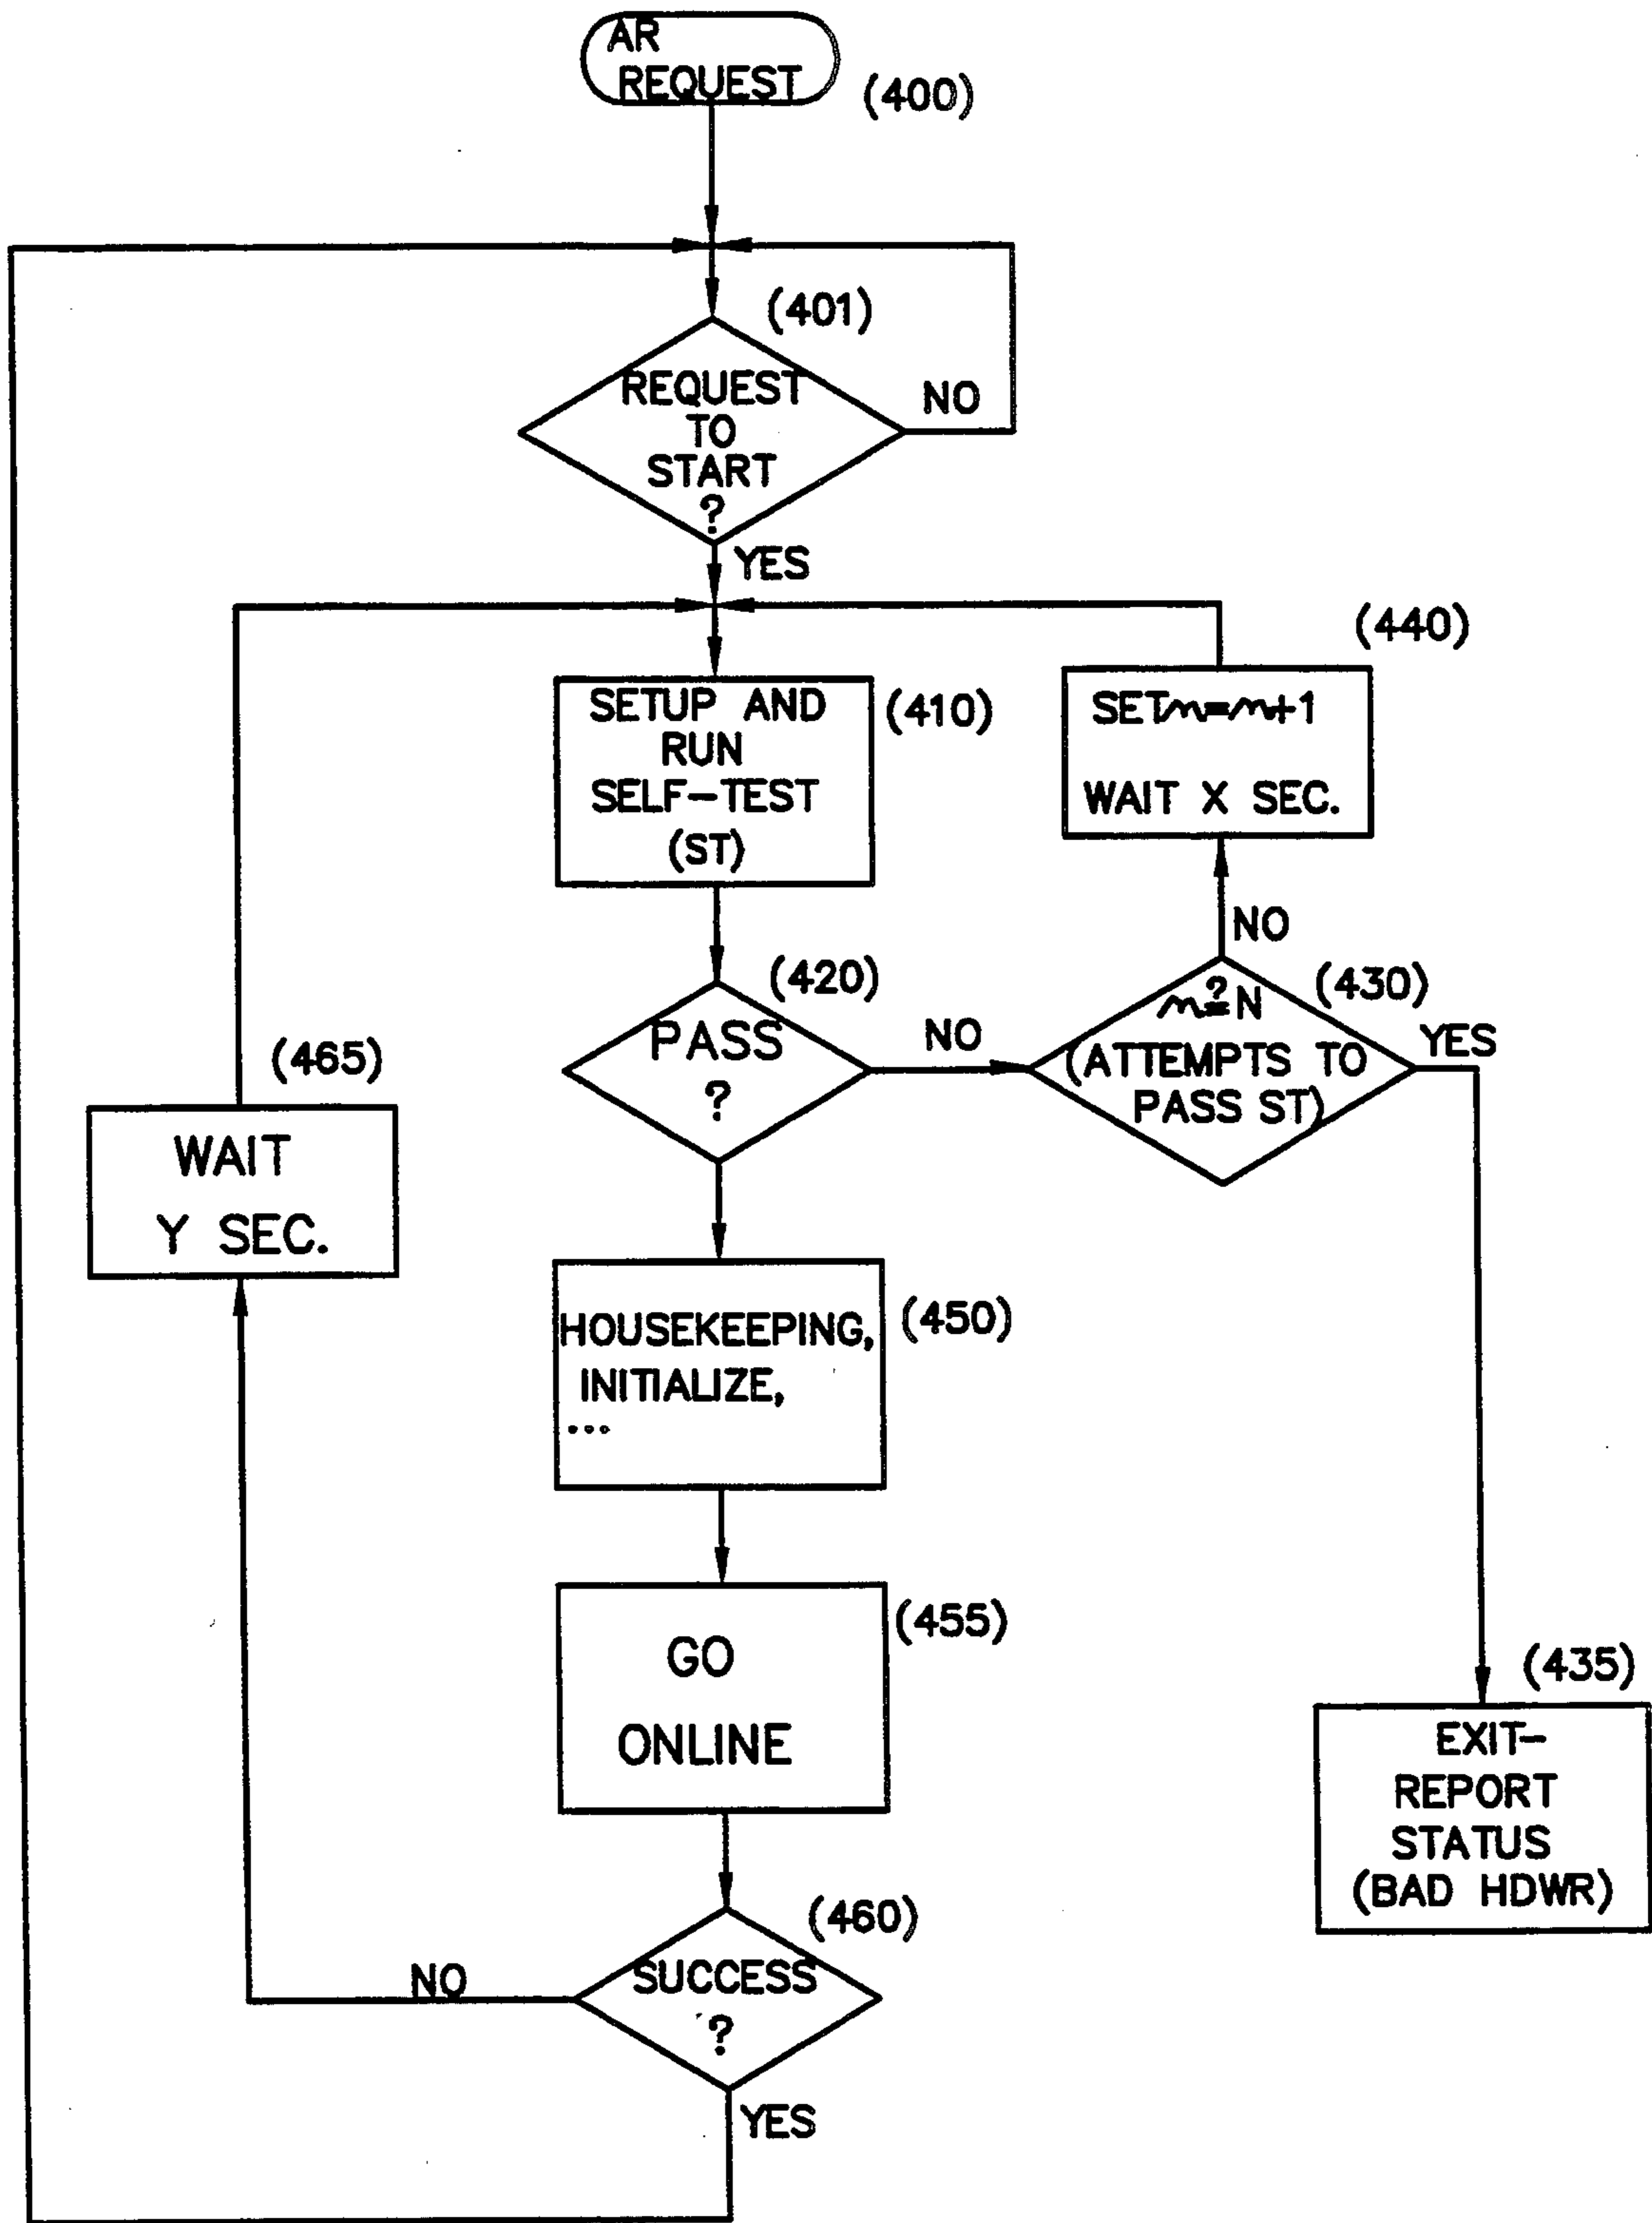 AR
REQUEST
(400)
(401)
REQUEST
TO
START
?
NO
YES
(440)
SETUP AND
RUN
SELF-TEST
(ST)
(410)
SET m=m+1
WAIT X SEC.
NO
(420)
PASS
?
NO
(430)
m?=N
(ATTEMPTS TO
PASS ST)
YES
(465)
WAIT
Y SEC.
HOUSEKEEPING,
INITIALIZE,
...
(450)
GO
ONLINE
(455)
(435)
EXIT-
REPORT
STATUS
(BAD HDWR)
(460)
SUCCESS
?
NO
YES